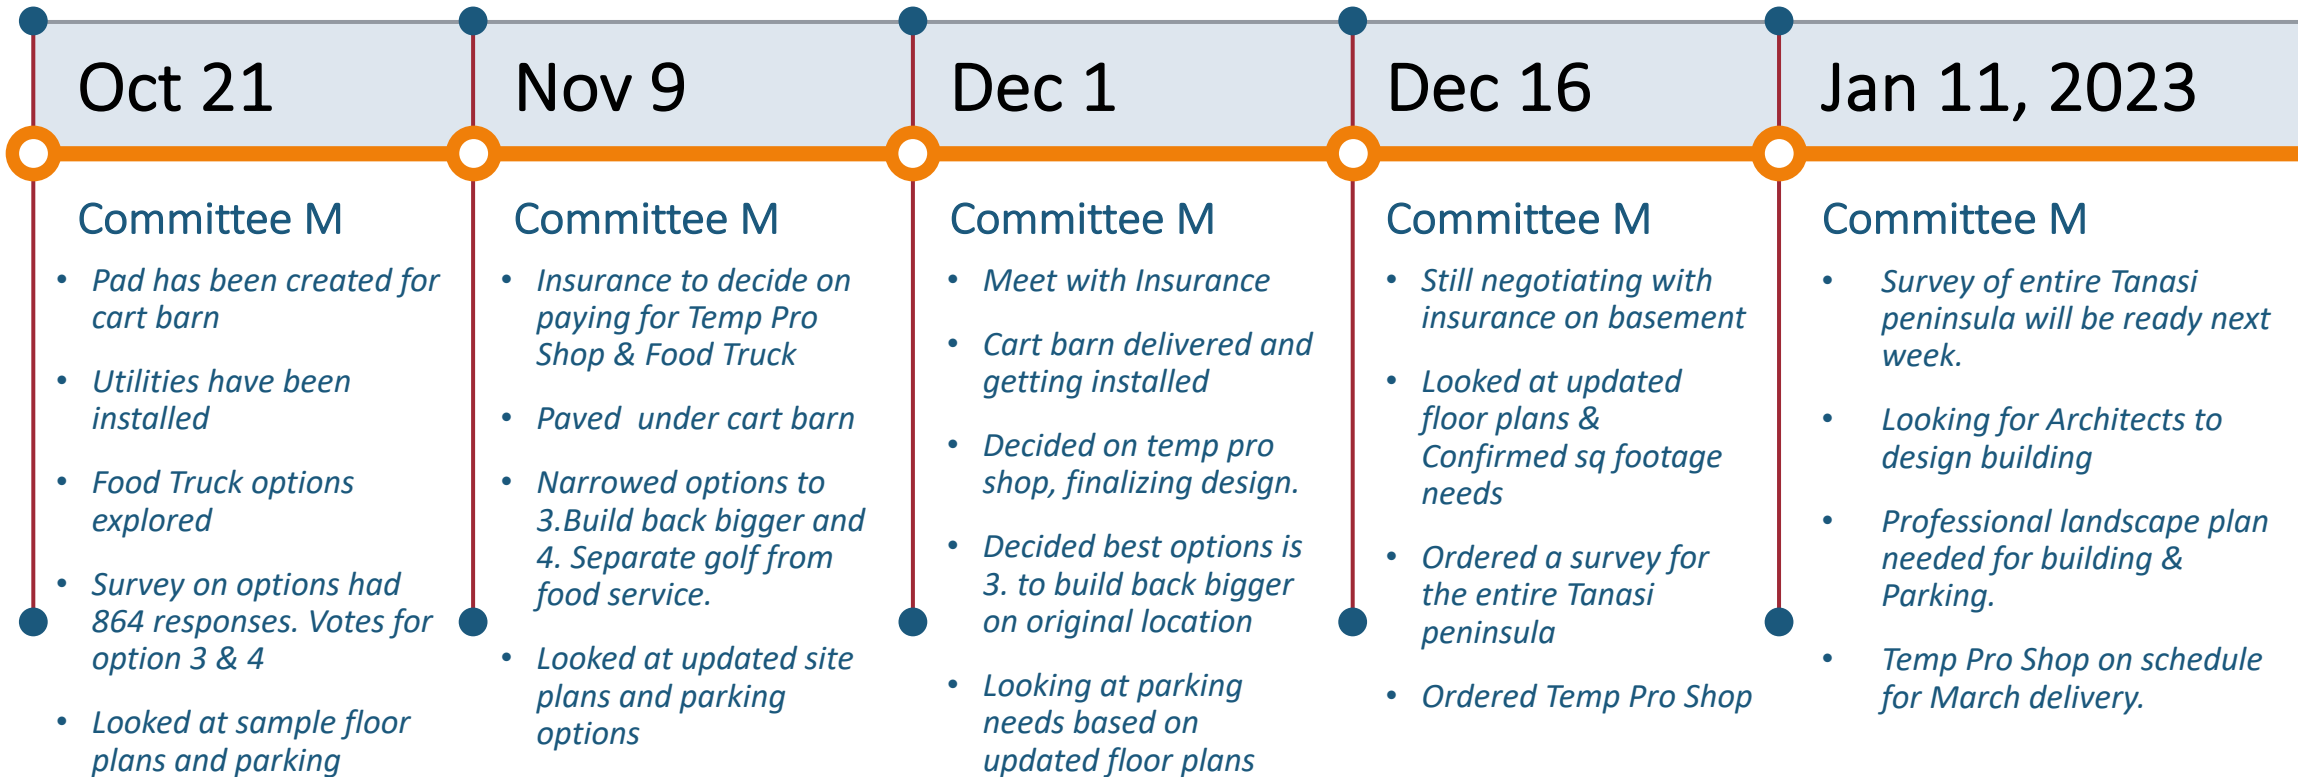 Oct 21
Committee M
• Pad has been created for
cart barn
• Utilities have been
installed
• Food Truck options
explored
• Survey on options had
864 responses. Votes for
option 3 & 4
• Looked at sample floor
plans and parking
Nov 9
Committee M
• Insurance to decide on
paying for Temp Pro
Shop & Food Truck
• Paved  under cart barn
• Narrowed options to
3.Build back bigger and
4. Separate golf from
food service.
• Looked at updated site
plans and parking
options
Dec 1
Committee M
• Meet with Insurance
• Cart barn delivered and
getting installed
• Decided on temp pro
shop, finalizing design.
• Decided best options is
3. to build back bigger
on original location
• Looking at parking
needs based on
updated floor plans
Dec 16
Committee M
• Still negotiating with
insurance on basement
• Looked at updated
floor plans &
Confirmed sq footage
needs
• Ordered a survey for
the entire Tanasi
peninsula
• Ordered Temp Pro Shop
Jan 11, 2023
Committee M
• Survey of entire Tanasi
peninsula will be ready next
week.
• Looking for Architects to
design building
• Professional landscape plan
needed for building &
Parking.
• Temp Pro Shop on schedule
for March delivery.